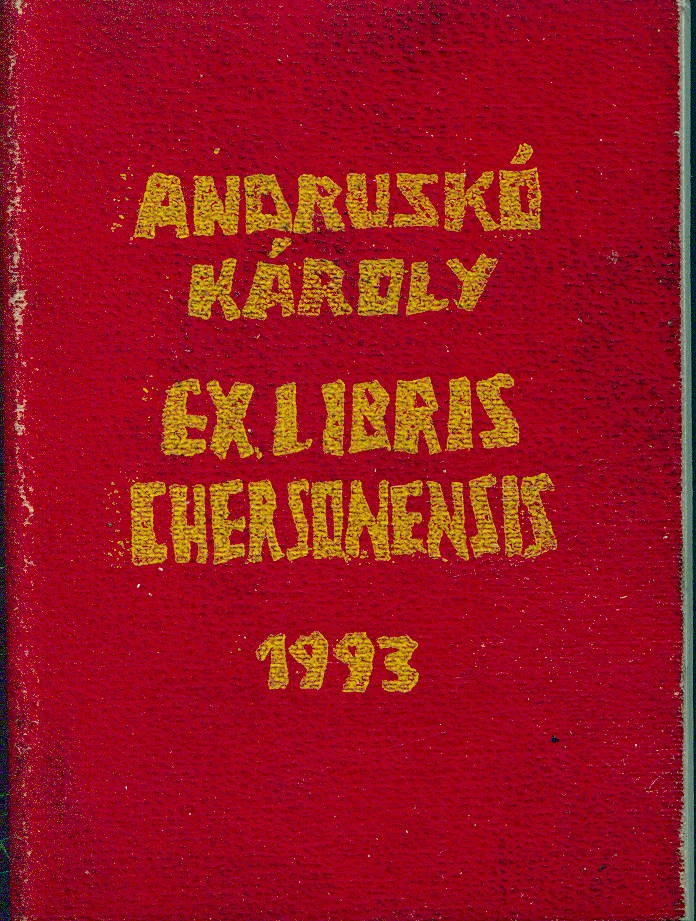 ANDRUSKÓ
KÁROLY
EX LIBRIS
CHERSONENSIS
1993